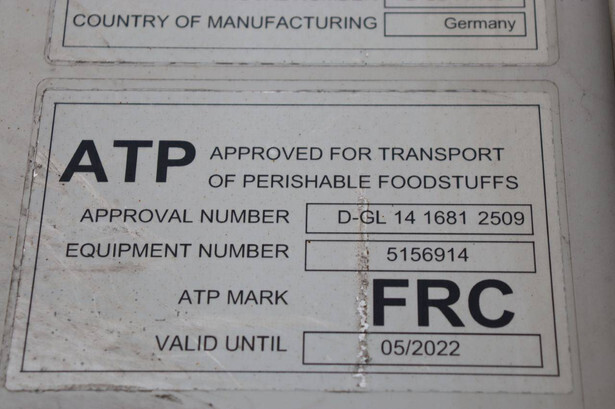 COUNTRY OF MANUFACTURING Germany
ATP APPROVED FOR TRANSPORT
OF PERISHABLE FOODSTUFFS
APPROVAL NUMBER D-GL 14 1681 2509
EQUIPMENT NUMBER 5156914
ATP MARK FRC
VALID UNTIL 05/2022